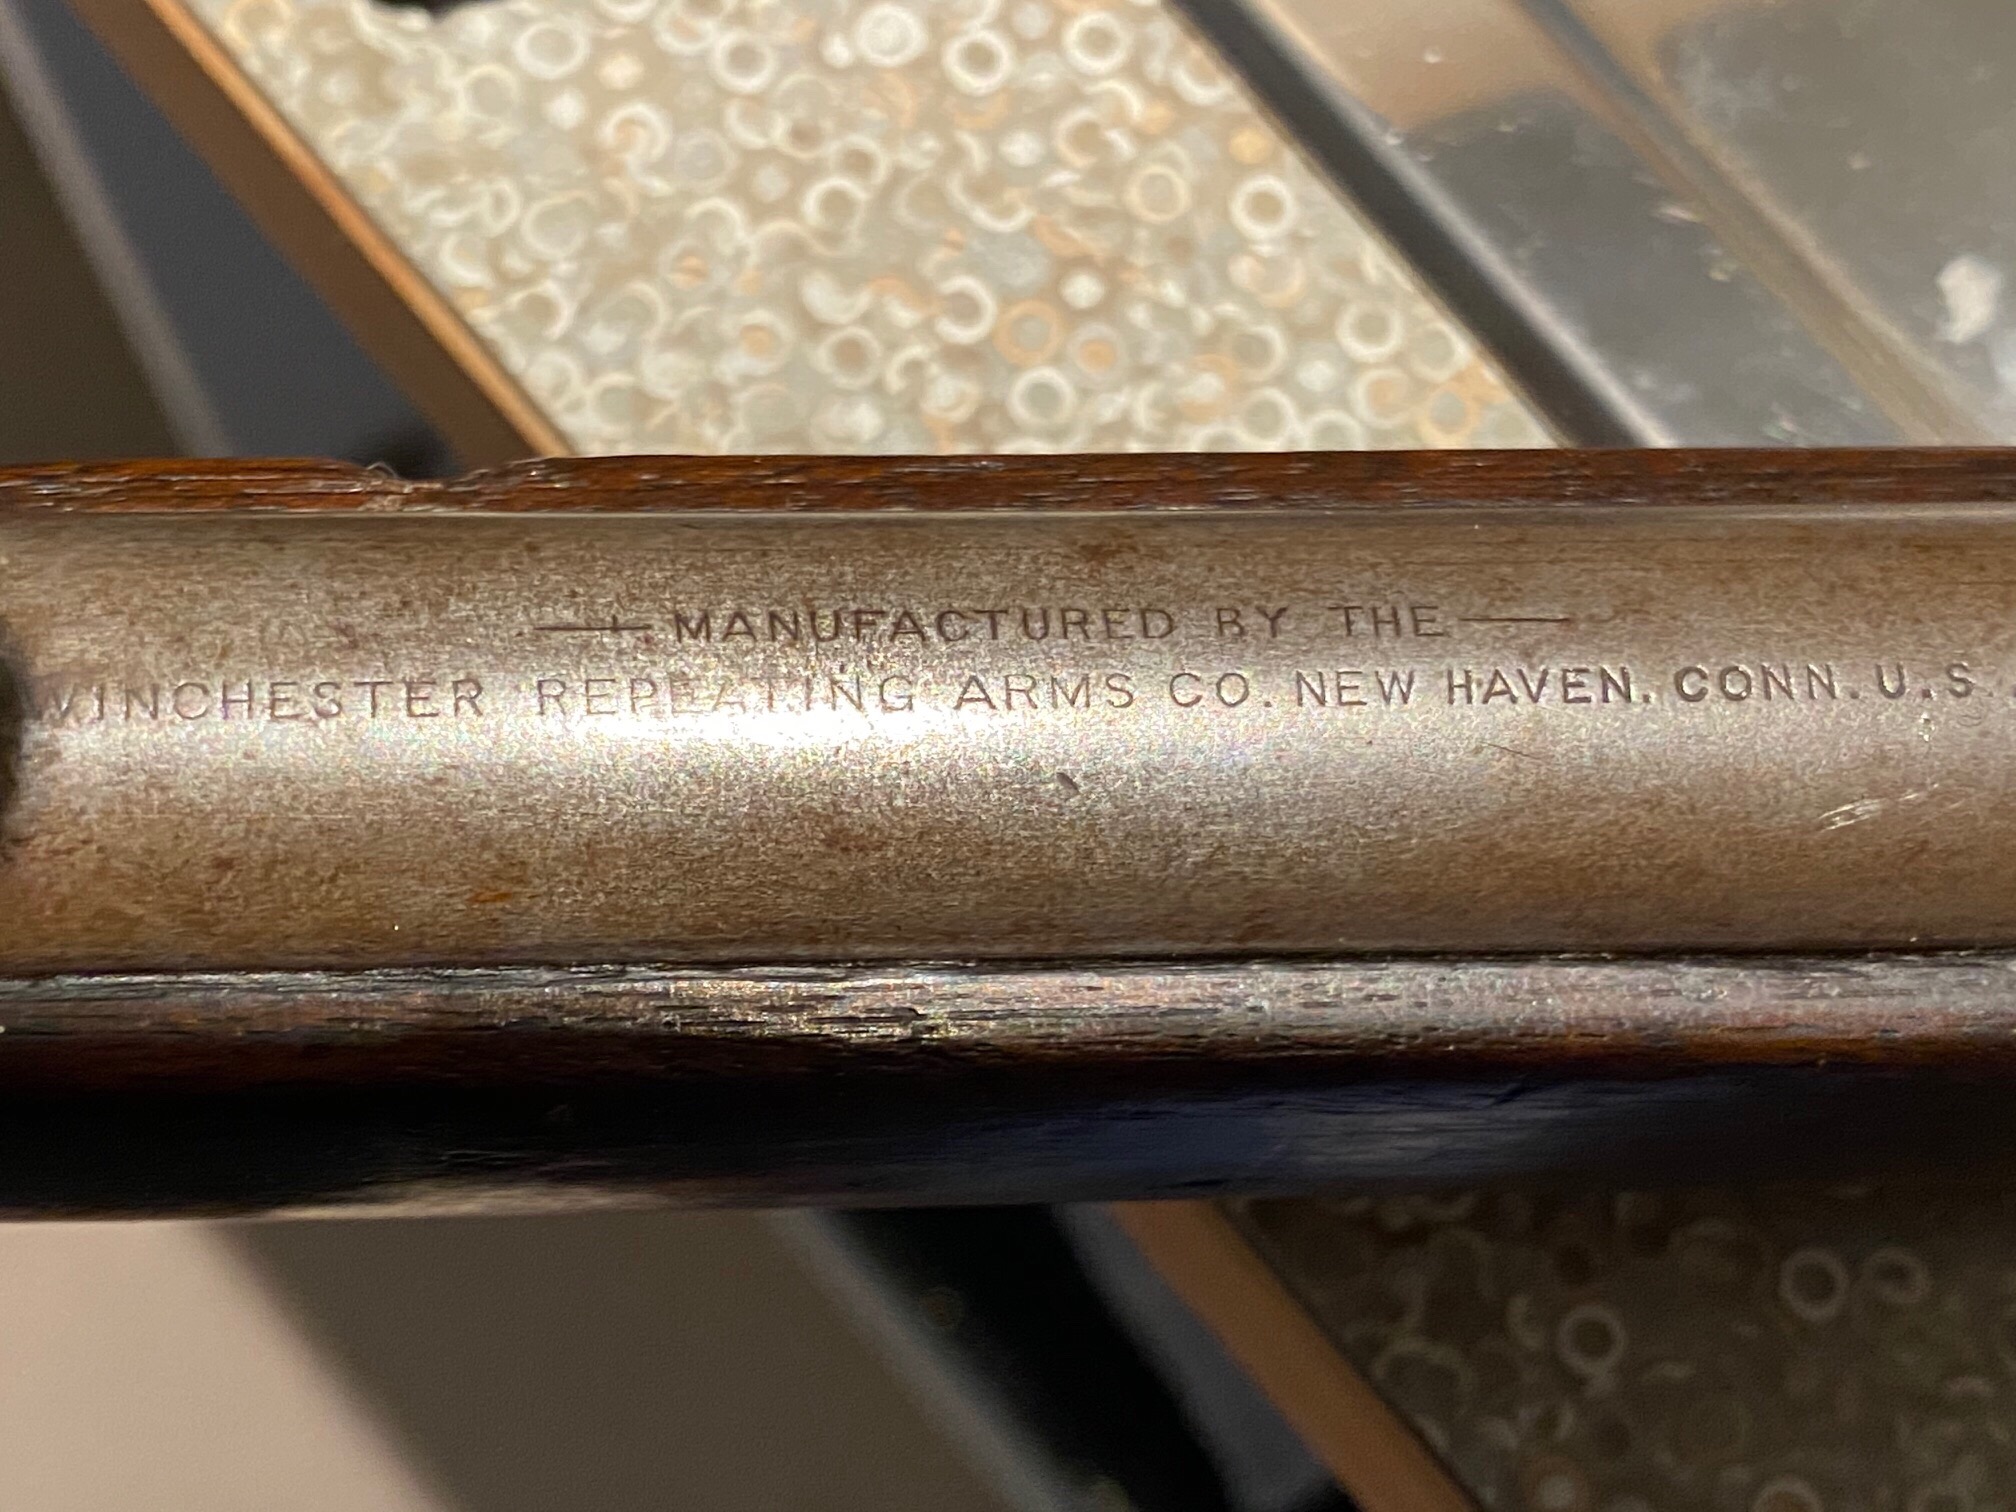 — MANUFACTURED BY THE —
WINCHESTER REPEATING ARMS CO. NEW HAVEN. CONN. U.S.